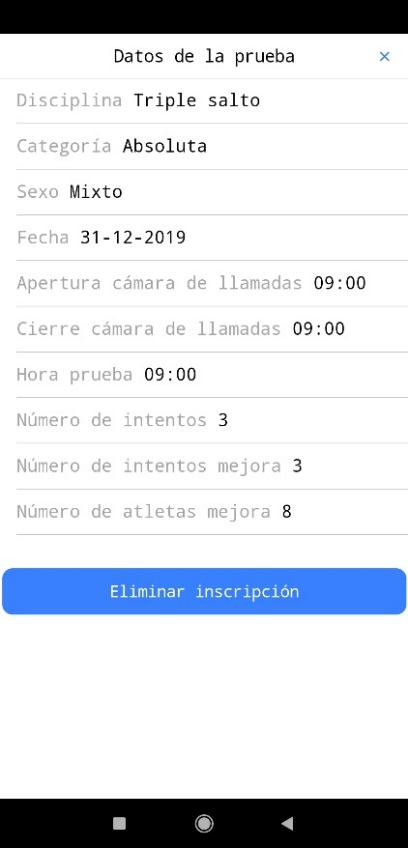 Datos de la prueba ×
Disciplina Triple salto
Categoría Absoluta
Sexo Mixto
Fecha 31-12-2019
Apertura cámara de llamadas 09:00
Cierre cámara de llamadas 09:00
Hora prueba 09:00
Número de intentos 3
Número de intentos mejora 3
Número de atletas mejora 8
Eliminar inscripción